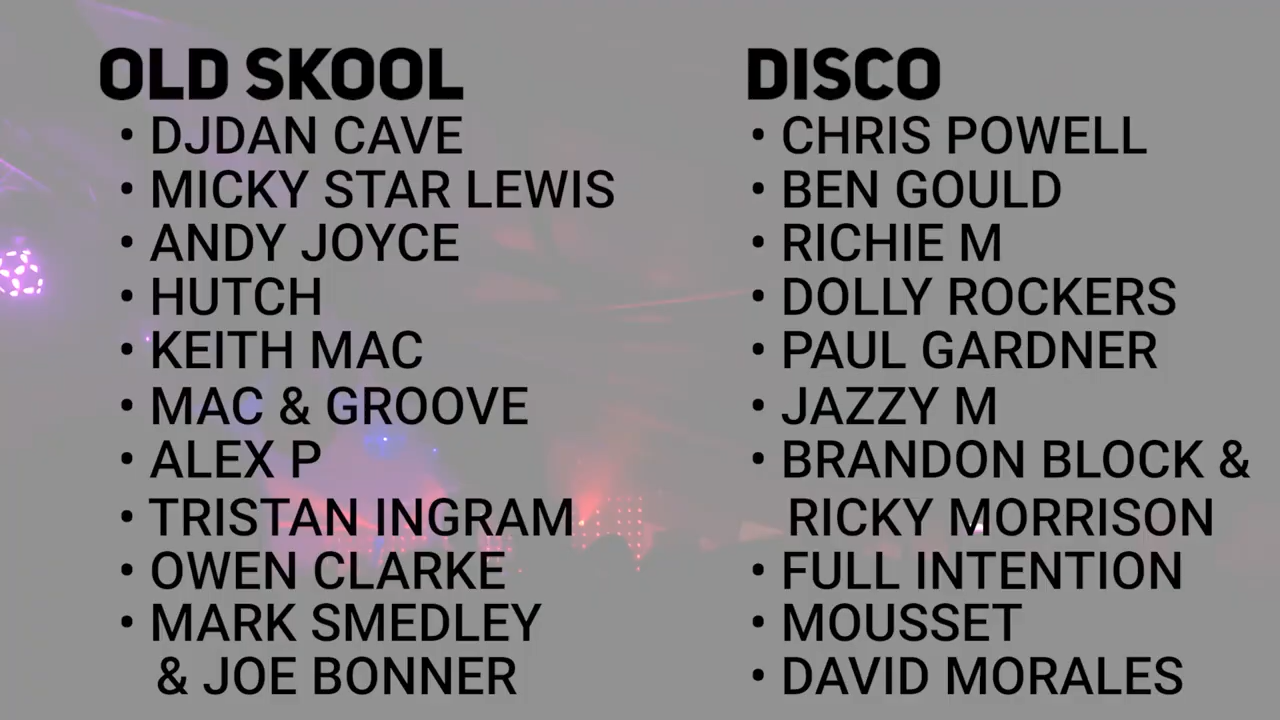 OLD SKOOL
• DJDAN CAVE
• MICKY STAR LEWIS
• ANDY JOYCE
• HUTCH
• KEITH MAC
• MAC & GROOVE
• ALEX P
• TRISTAN INGRAM
• OWEN CLARKE
• MARK SMEDLEY
& JOE BONNER
DISCO
• CHRIS POWELL
• BEN GOULD
• RICHIE M
• DOLLY ROCKERS
• PAUL GARDNER
• JAZZY M
• BRANDON BLOCK &
RICKY MORRISON
• FULL INTENTION
• MOUSSET
• DAVID MORALES